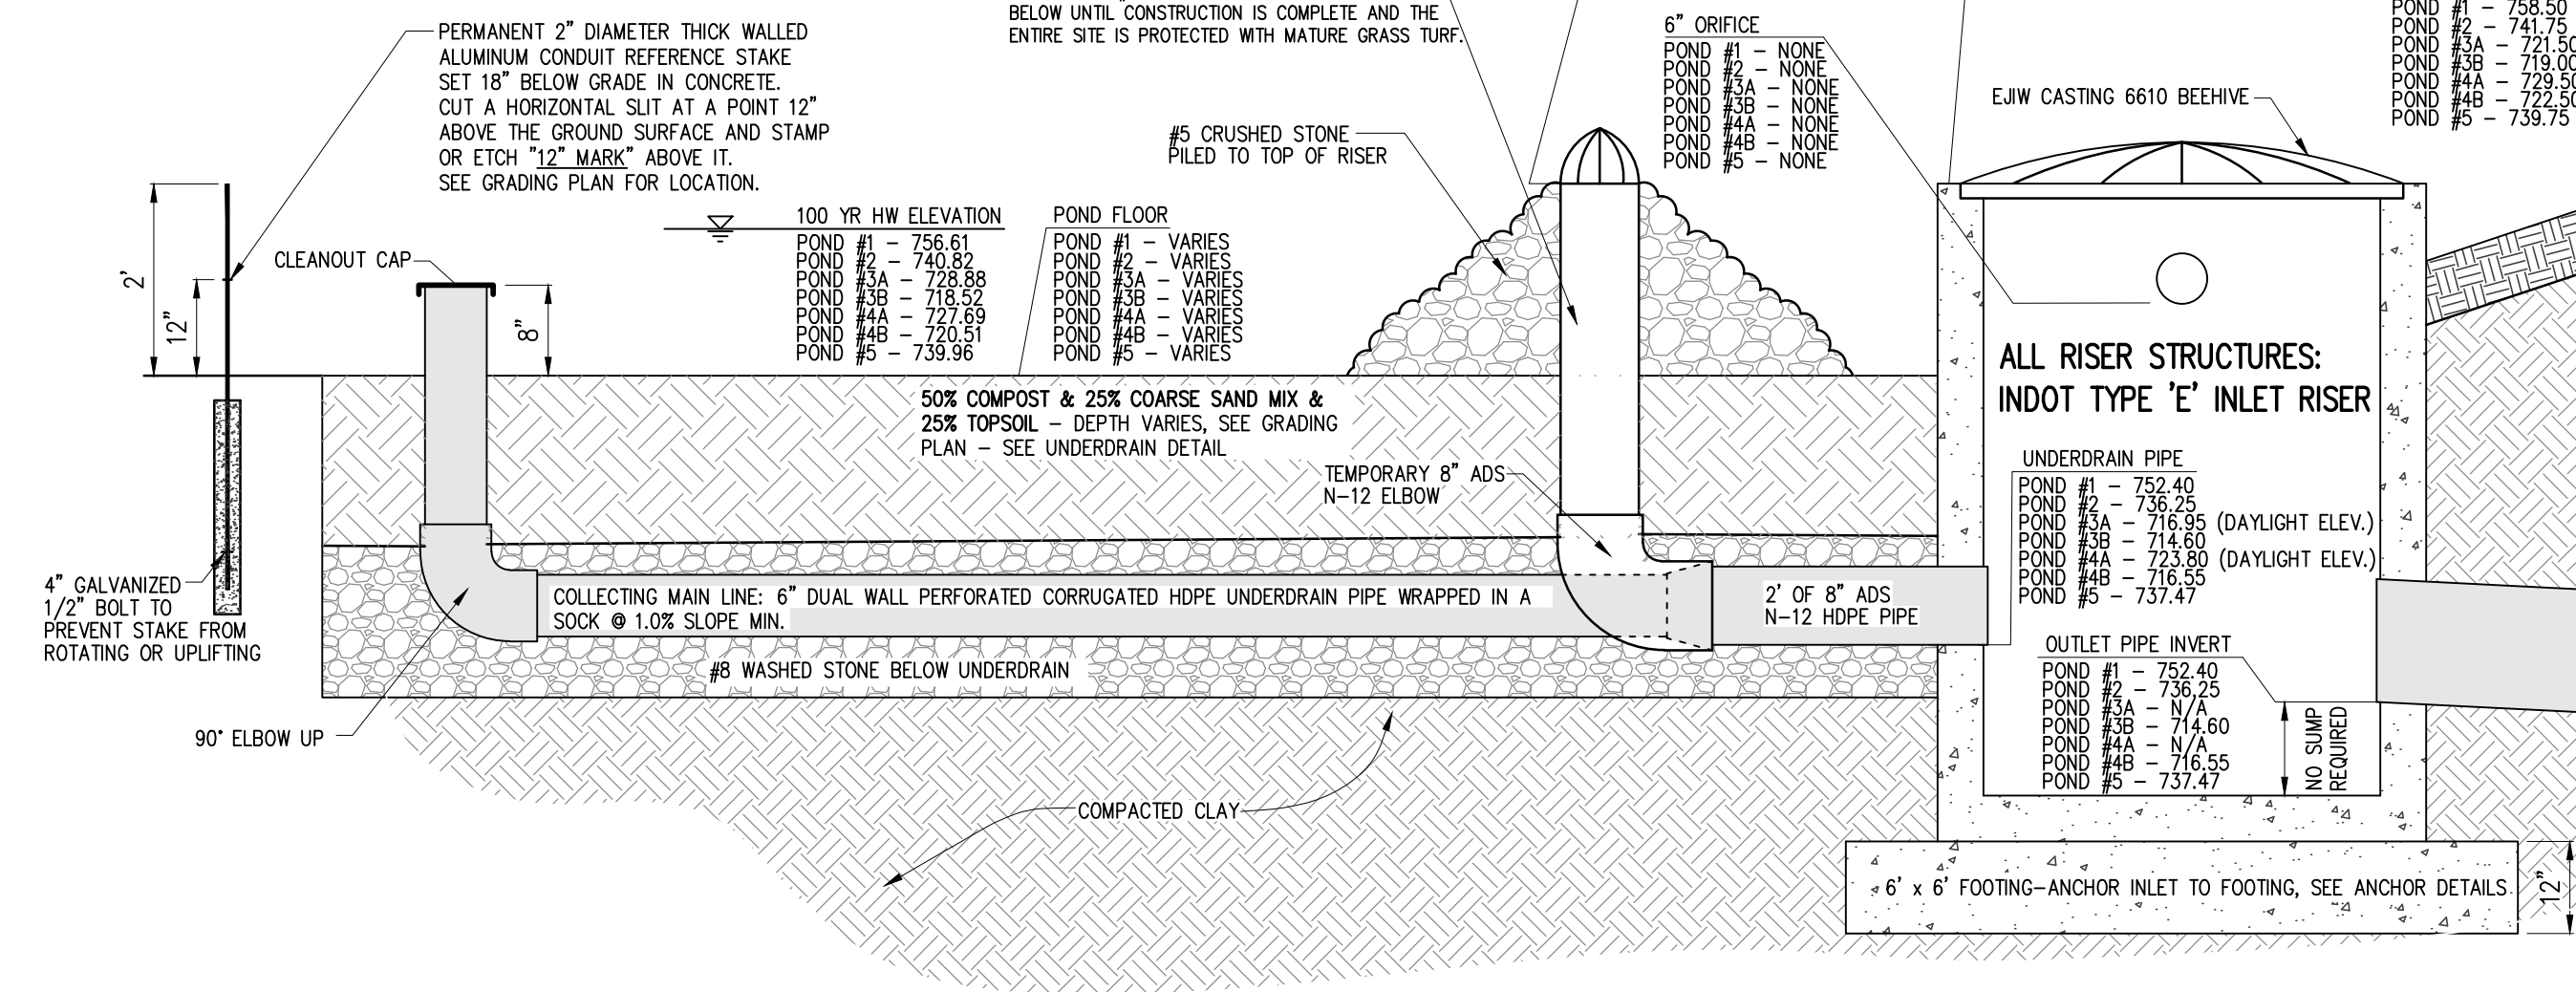 PERMANENT 2" DIAMETER THICK WALLED
ALUMINUM CONDUIT REFERENCE STAKE
SET 18" BELOW GRADE IN CONCRETE.
CUT A HORIZONTAL SLIT AT A POINT 12"
ABOVE THE GROUND SURFACE AND STAMP
OR ETCH "12" MARK" ABOVE IT.
SEE GRADING PLAN FOR LOCATION.
BELOW UNTIL CONSTRUCTION IS COMPLETE AND THE
ENTIRE SITE IS PROTECTED WITH MATURE GRASS TURF.
6" ORIFICE
POND #1 – NONE
POND #2 – NONE
POND #3A – NONE
POND #3B – NONE
POND #4A – NONE
POND #4B – NONE
POND #5 – NONE
POND #1 – 758.50
POND #2 – 741.75
POND #3A – 721.50
POND #3B – 719.00
POND #4A – 729.50
POND #4B – 722.50
POND #5 – 739.75
EJIW CASTING 6610 BEEHIVE
#5 CRUSHED STONE
PILED TO TOP OF RISER
2'
12"
CLEANOUT CAP
8"
100 YR HW ELEVATION
POND #1 – 756.61
POND #2 – 740.82
POND #3A – 728.88
POND #3B – 718.52
POND #4A – 727.69
POND #4B – 720.51
POND #5 – 739.96
POND FLOOR
POND #1 – VARIES
POND #2 – VARIES
POND #3A – VARIES
POND #3B – VARIES
POND #4A – VARIES
POND #4B – VARIES
POND #5 – VARIES
ALL RISER STRUCTURES:
INDOT TYPE 'E' INLET RISER
50% COMPOST & 25% COARSE SAND MIX &
25% TOPSOIL – DEPTH VARIES, SEE GRADING
PLAN – SEE UNDERDRAIN DETAIL
TEMPORARY 8" ADS
N-12 ELBOW
UNDERDRAIN PIPE
POND #1 – 752.40
POND #2 – 736.25
POND #3A – 716.95 (DAYLIGHT ELEV.)
POND #3B – 714.60
POND #4A – 723.80 (DAYLIGHT ELEV.)
POND #4B – 716.55
POND #5 – 737.47
4" GALVANIZED
1/2" BOLT TO
PREVENT STAKE FROM
ROTATING OR UPLIFTING
COLLECTING MAIN LINE: 6" DUAL WALL PERFORATED CORRUGATED HDPE UNDERDRAIN PIPE WRAPPED IN A
SOCK @ 1.0% SLOPE MIN.
2' OF 8" ADS
N-12 HDPE PIPE
#8 WASHED STONE BELOW UNDERDRAIN
OUTLET PIPE INVERT
POND #1 – 752.40
POND #2 – 736.25
POND #3A – N/A
POND #3B – 714.60
POND #4A – N/A
POND #4B – 716.55
POND #5 – 737.47
NO SUMP
REQUIRED
90° ELBOW UP
COMPACTED CLAY
6' x 6' FOOTING-ANCHOR INLET TO FOOTING, SEE ANCHOR DETAILS
12"